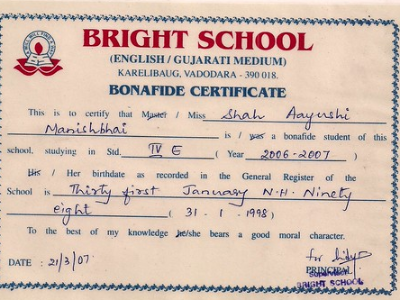 BRIGHT SCHOOL
(ENGLISH / GUJARATI MEDIUM)
KARELIBAUG, VADODARA - 390 018.
BONAFIDE CERTIFICATE
This is to certify that Master / Miss Shah Aayushi
Manishbhai is / was a bonafide student of this
school, studying in Std. IV E ( Year 2006-2007 )
His / Her birthdate as recorded in the General Register of the
School is Thirty first January N.H. Ninety
eight ( 31 - 1 - 1998 )
To the best of my knowledge he/she bears a good moral character.
for
DATE : 21/3/07
PRINCIPAL
Supervisor
BRIGHT SCHOOL